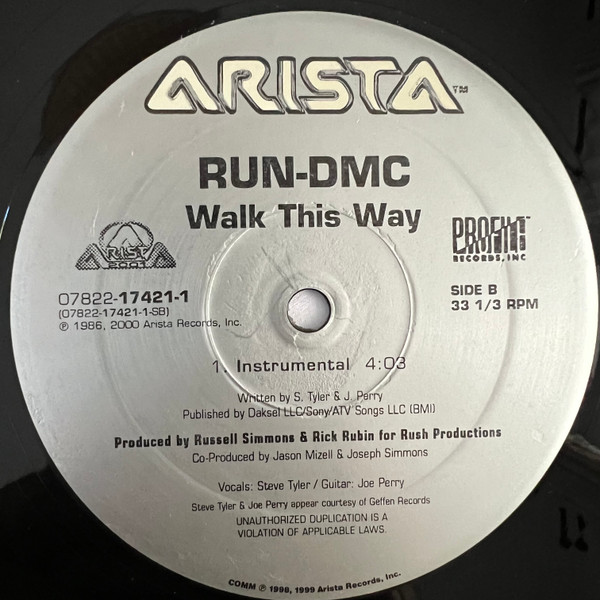 ARISTA™
RUN-DMC
Walk This Way
ARISTA
2001
PROFILE™
RECORDS, INC
07822-17421-1
(07822-17421-1-SB)
℗ 1986, 2000 Arista Records, Inc.
SIDE B
33 1/3 RPM
1. Instrumental 4:03
Written by S. Tyler & J. Perry
Published by Daksel LLC/Sony/ATV Songs LLC (BMI)
Produced by Russell Simmons & Rick Rubin for Rush Productions
Co-Produced by Jason Mizell & Joseph Simmons
Vocals: Steve Tyler / Guitar: Joe Perry
Steve Tyler & Joe Perry appear courtesy of Geffen Records
UNAUTHORIZED DUPLICATION IS A
VIOLATION OF APPLICABLE LAWS.
COMM ℗ 1998, 1999 Arista Records, Inc.